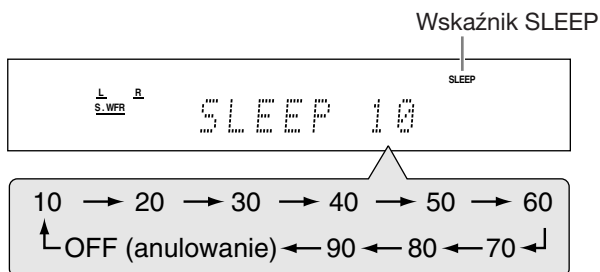 Wskaźnik SLEEP
SLEEP
L R
S.WFR
SLEEP 10
10 → 20 → 30 → 40 → 50 → 60
OFF (anulowanie) ← 90 ← 80 ← 70